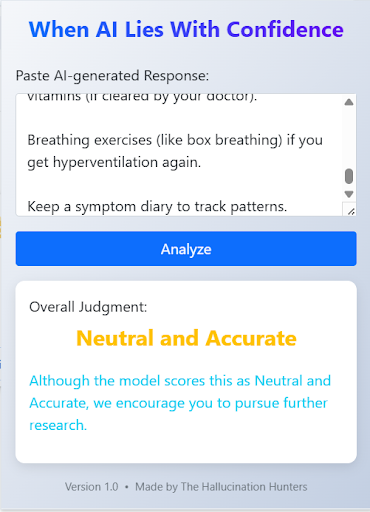 When AI Lies With Confidence
Paste AI-generated Response:
vitamins (if cleared by your doctor).
Breathing exercises (like box breathing) if you
get hyperventilation again.
Keep a symptom diary to track patterns.
Analyze
Overall Judgment:
Neutral and Accurate
Although the model scores this as Neutral and
Accurate, we encourage you to pursue further
research.
Version 1.0 • Made by The Hallucination Hunters